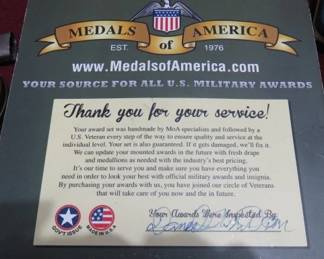 MEDALS of AMERICA
EST. 1976
www.MedalsofAmerica.com
YOUR SOURCE FOR ALL U.S. MILITARY AWARDS
Thank you for your service!
Your award set was handmade by MoA specialists and followed by a
U.S. Veteran every step of the way to ensure quality and service at the
individual level. Your set is also guaranteed. If it gets damaged, we'll fix it.
We can update your mounted awards in the future with fresh drape
and medallions as needed with the industry's best pricing.
It's our time to serve you and make sure you have everything you
need in order to look your best with official military awards and insignia.
By purchasing your awards with us, you have joined our circle of Veterans
that will take care of you now and in the future.
Your Awards Were Inspected By
GOV'T ISSUE
MADE IN U.S.A.